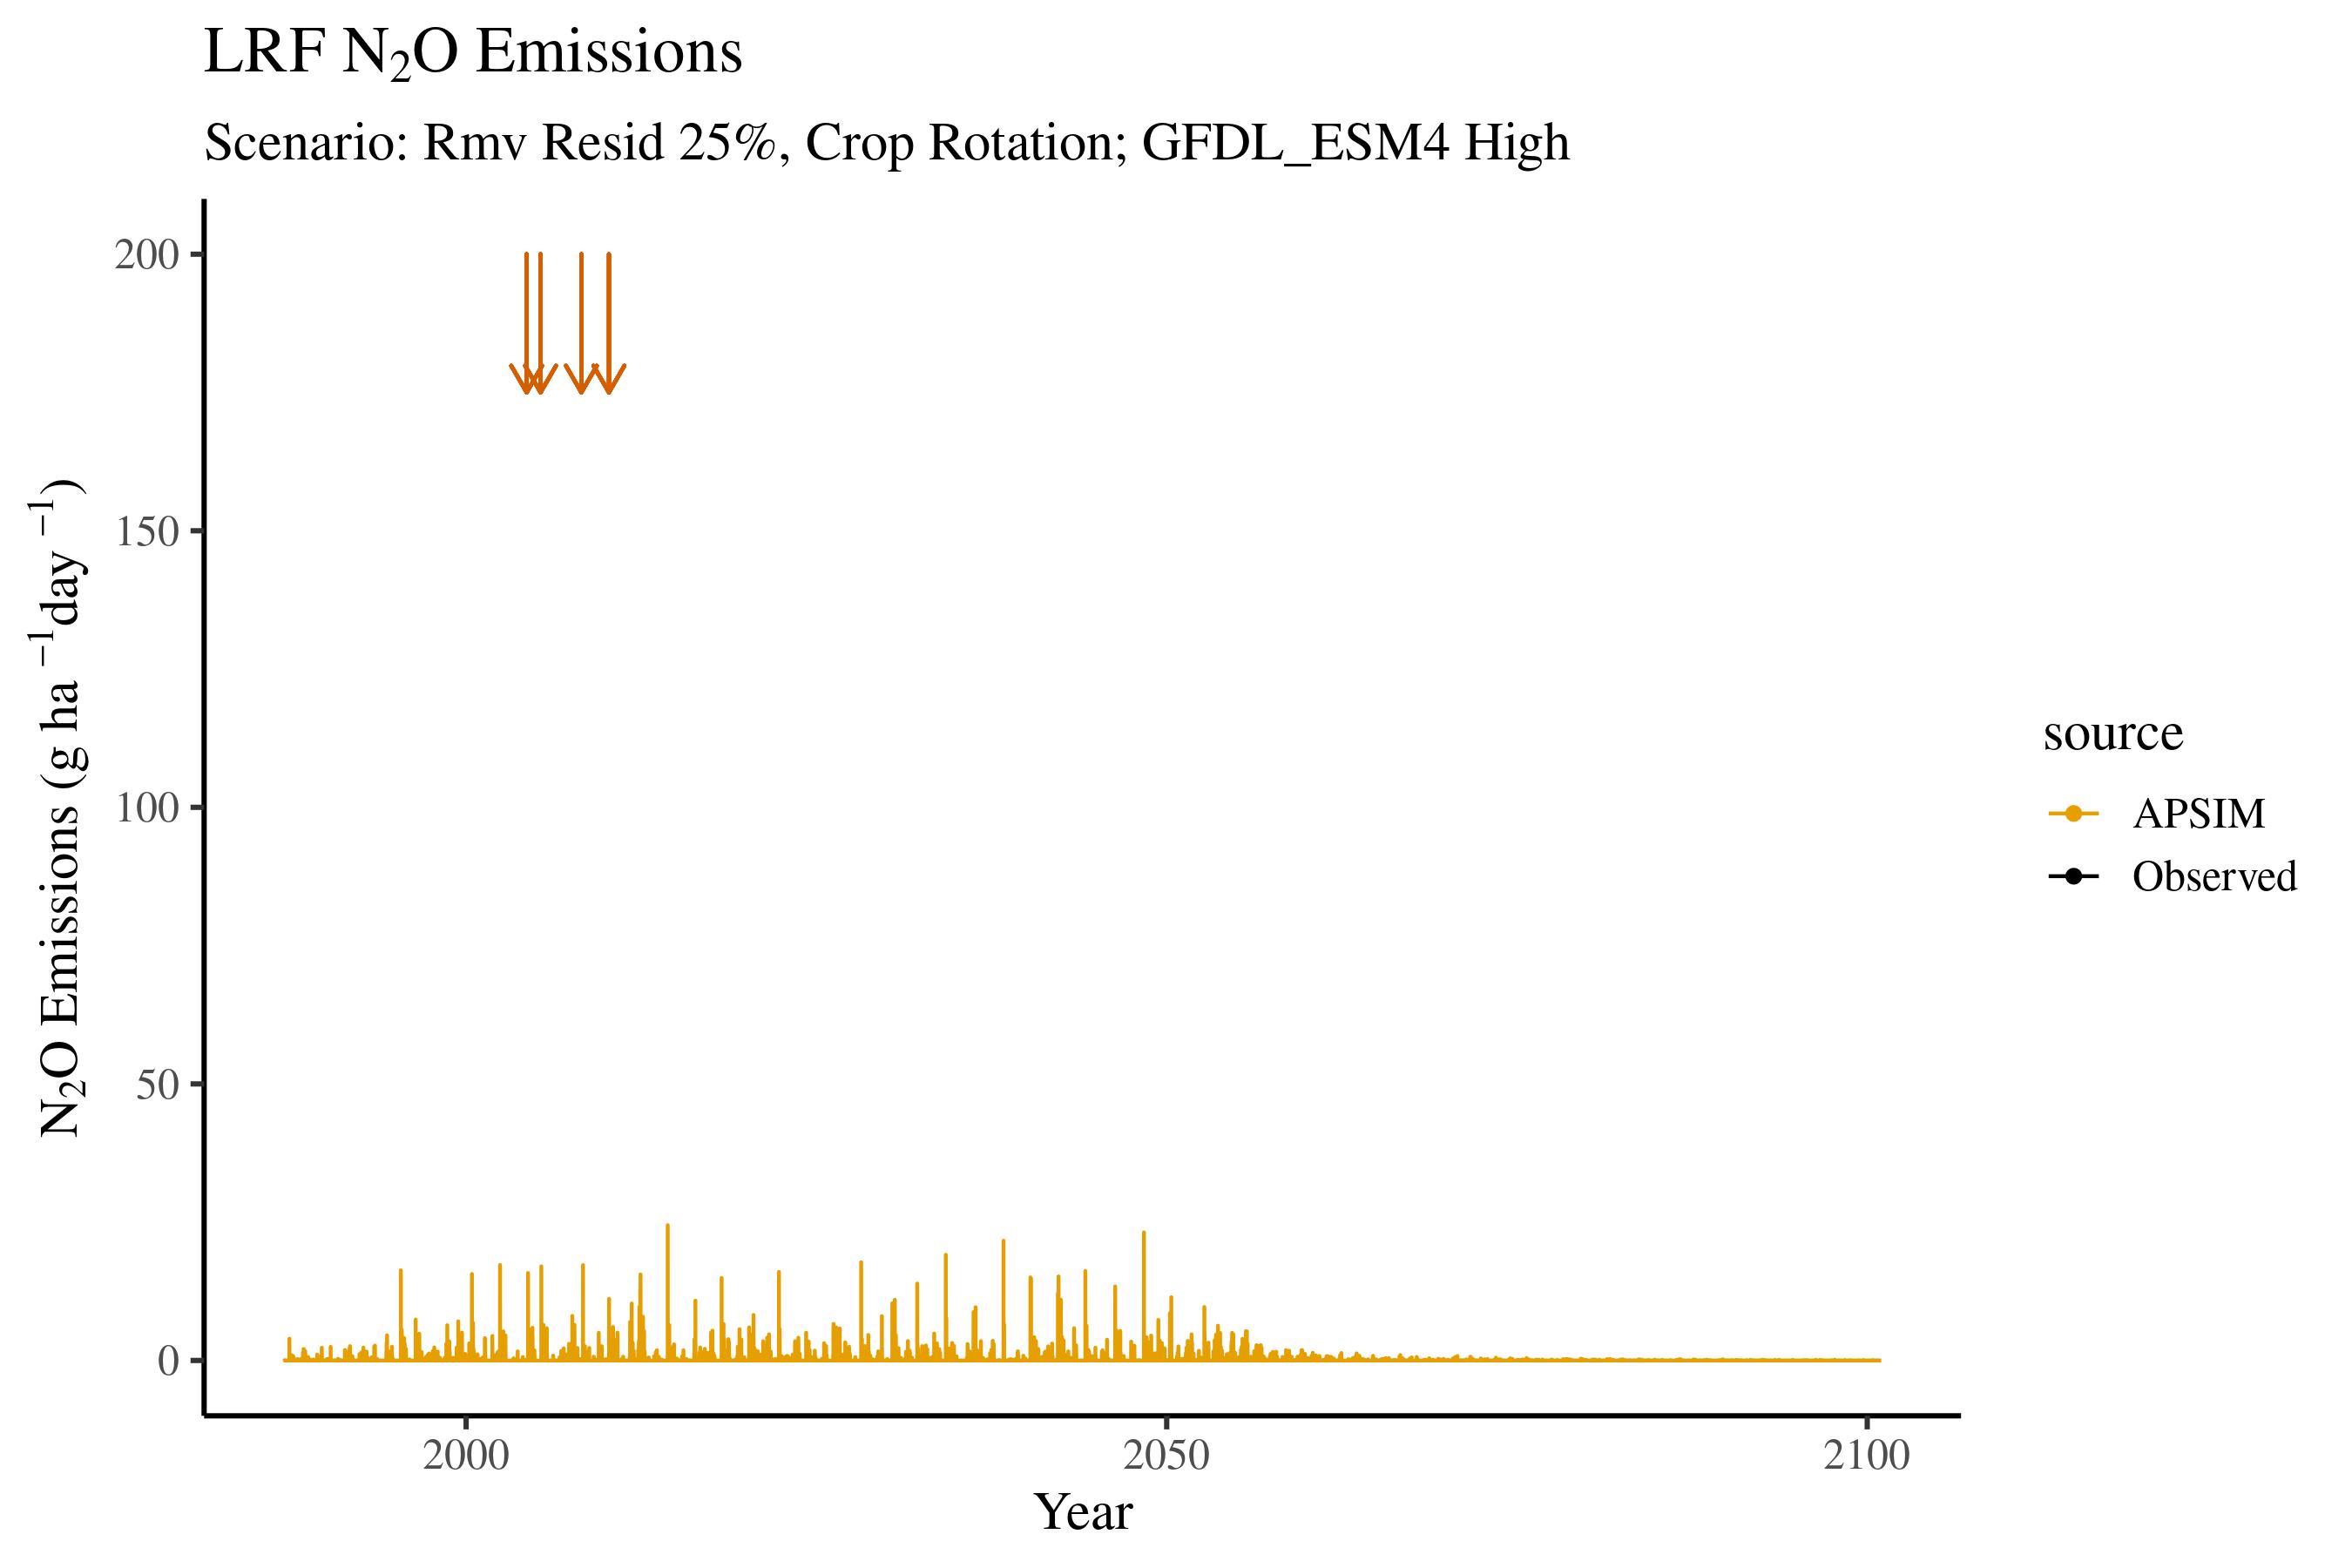 LRF N₂O Emissions
Scenario: Rmv Resid 25%, Crop Rotation; GFDL_ESM4 High
N₂O Emissions (g ha ⁻¹day ⁻¹)
200
150
100
50
0
2000
2050
2100
Year
source
APSIM
Observed